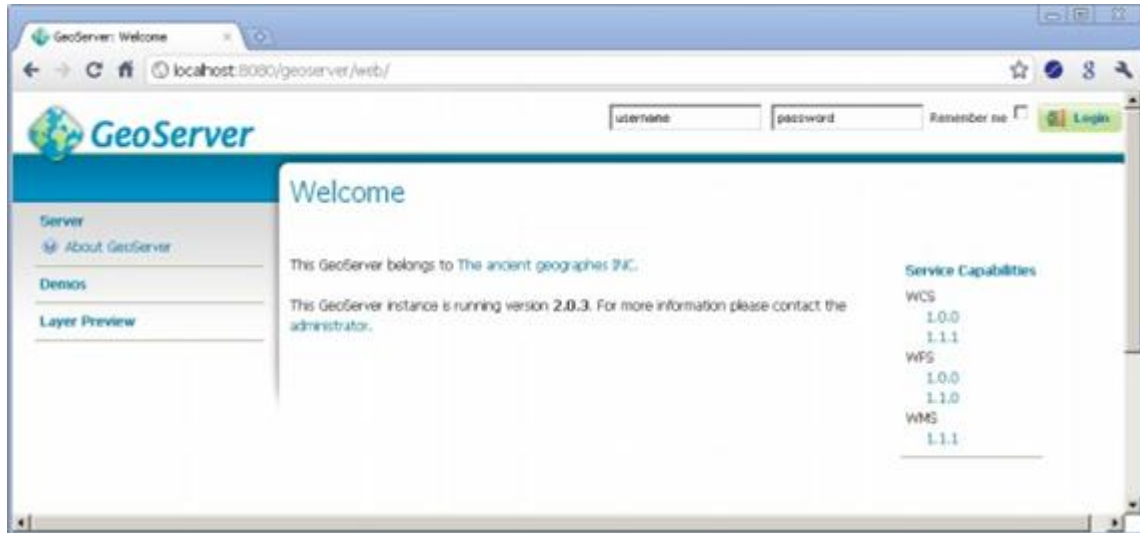 GeoServer: Welcome
localhost:8080/geoserver/web/
GeoServer
username
password
Remember me
Login
Welcome
Server
About GeoServer
Demos
Layer Preview
This GeoServer belongs to The ancient geographes INC.
This GeoServer instance is running version 2.0.3. For more information please contact the
administrator.
Service Capabilities
WCS
1.0.0
1.1.1
WFS
1.0.0
1.1.0
WMS
1.1.1